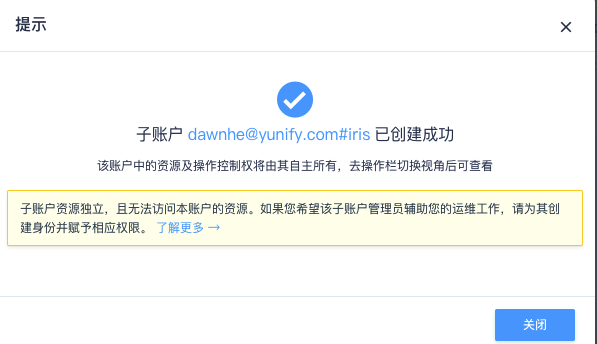 提示
子账户 dawnhe@yunify.com#iris 已创建成功
该账户中的资源及操作控制权将由其自主所有，去操作栏切换视角后可查看
子账户资源独立，且无法访问本账户的资源。如果您希望该子账户管理员辅助您的运维工作，请为其创
建身份并赋予相应权限。 了解更多 →
关闭